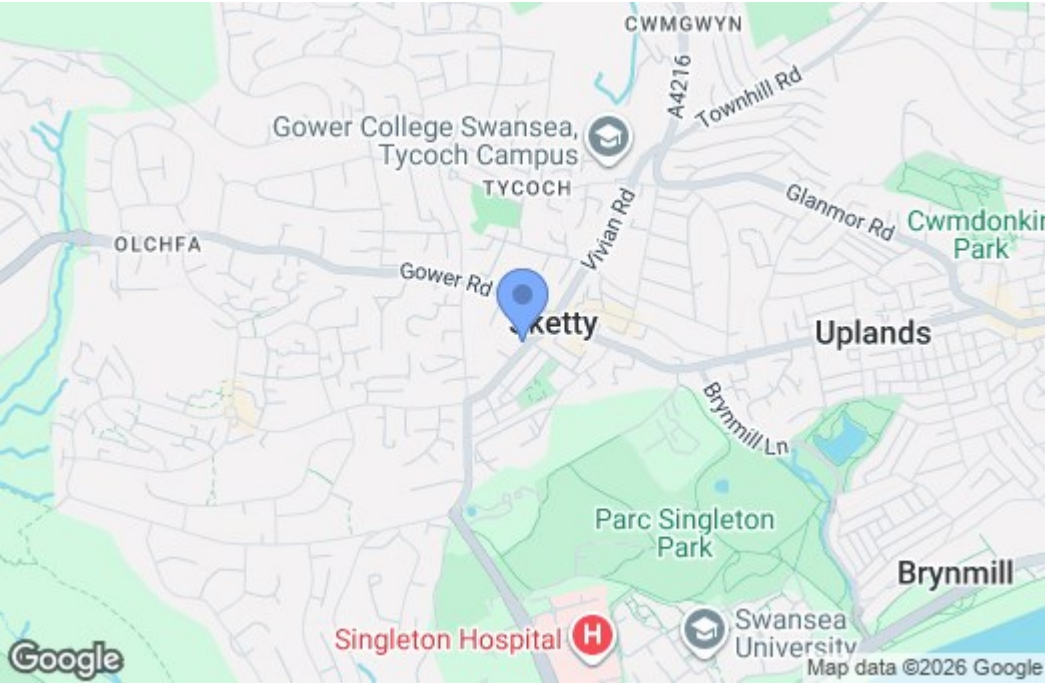 CWMGWYN
A4216
Townhill Rd
Gower College Swansea,
Tycoch Campus
TYCOCH
Vivian Rd
Glanmor Rd
Cwmdonkin
Park
OLCHFA
Gower Rd
Sketty
Uplands
Brynmill Ln
Parc Singleton
Park
Brynmill
Singleton Hospital
H
Swansea
University
Google
Map data ©2026 Google